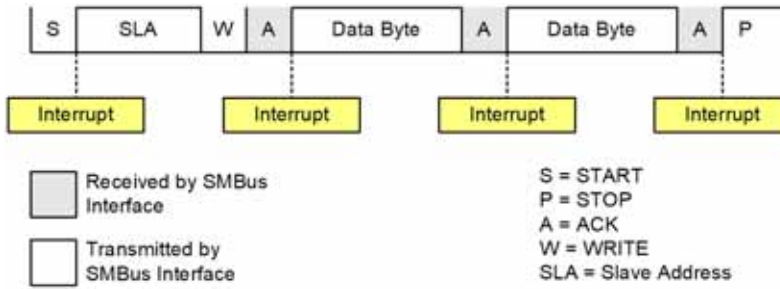 S SLA W A Data Byte A Data Byte A P
Interrupt Interrupt Interrupt Interrupt
Received by SMBus
Interface
Transmitted by
SMBus Interface
S = START
P = STOP
A = ACK
W = WRITE
SLA = Slave Address